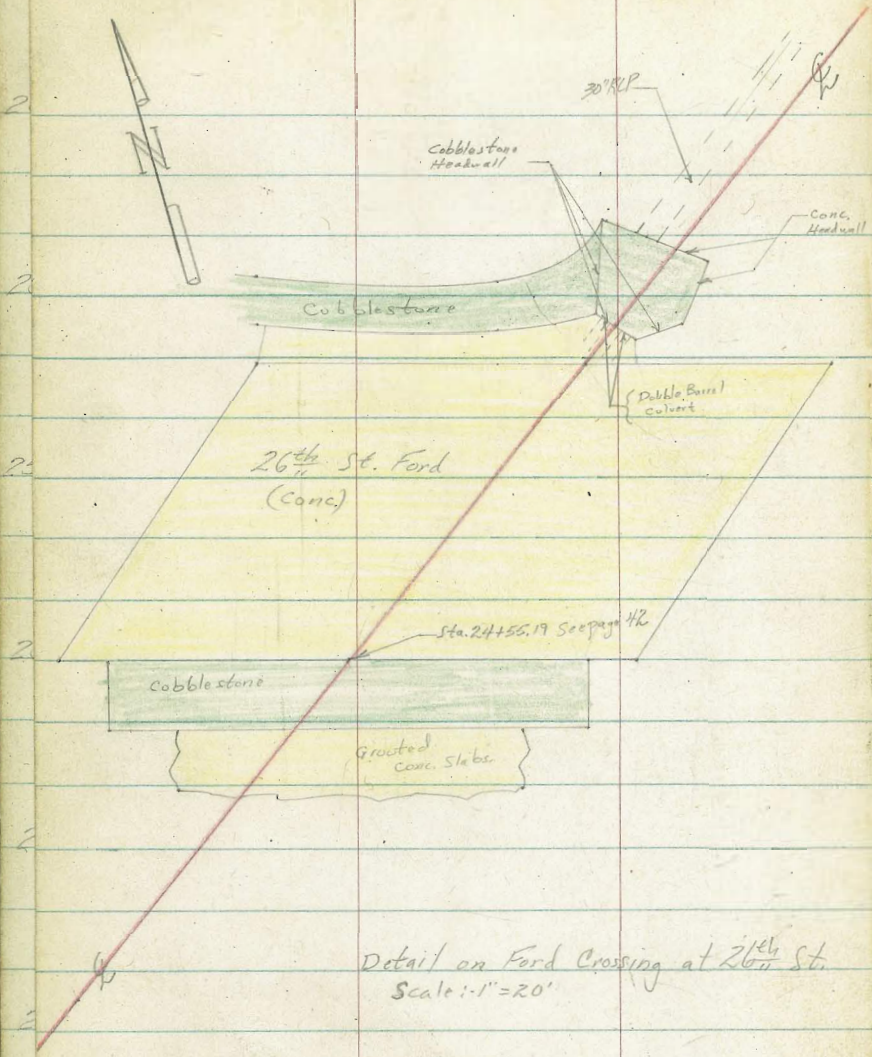 ℄
30" RCP
N
Cobblestone
Headwall
Conc.
Headwall
Cobblestone
Double Barrel
Culvert
26th St. Ford
(Conc.)
Sta. 24+55.19 See page 42
Cobblestone
Grouted
Conc. Slabs.
℄
Detail on Ford Crossing at 26th St.
Scale:-1"=20'